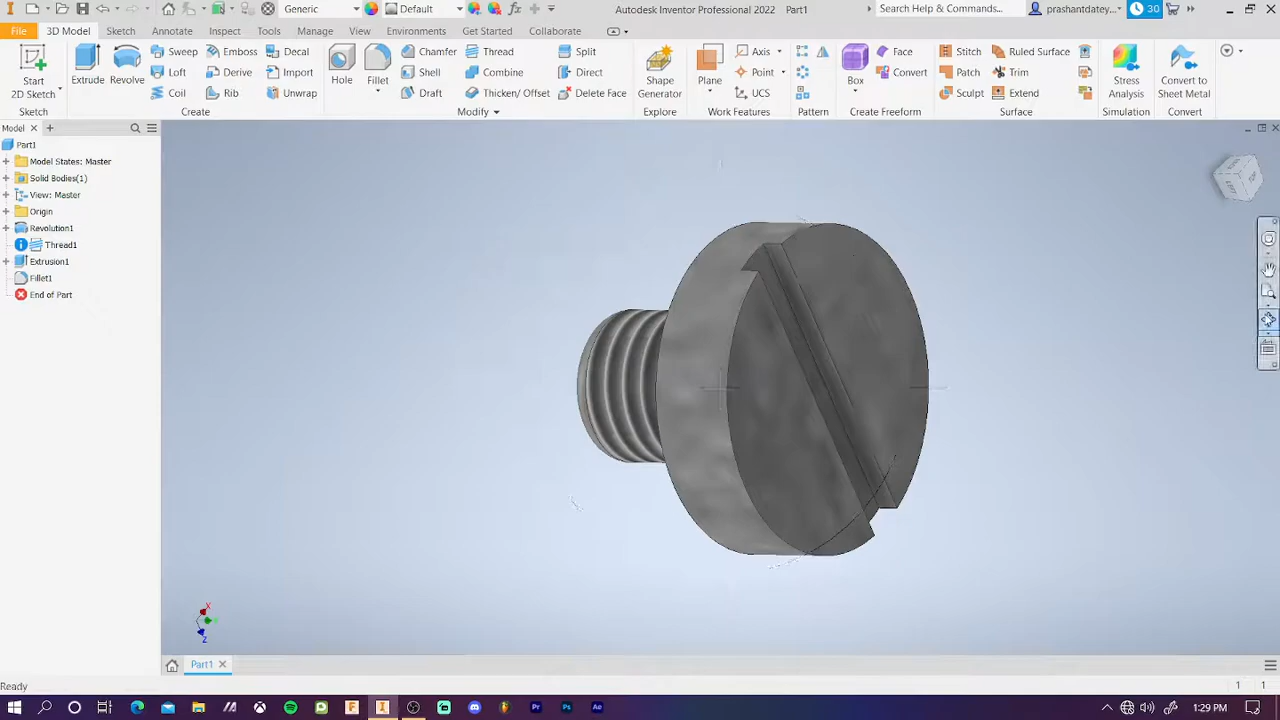 Generic
Default
Autodesk Inventor Professional 2022
Part1
Search Help & Commands...
prashantdatey...
30
File
3D Model
Sketch
Annotate
Inspect
Tools
Manage
View
Environments
Get Started
Collaborate
Start
2D Sketch
Extrude
Revolve
Sweep
Loft
Coil
Emboss
Derive
Rib
Decal
Import
Unwrap
Hole
Fillet
Chamfer
Shell
Draft
Thread
Combine
Thicken/ Offset
Split
Direct
Delete Face
Shape
Generator
Plane
Axis
Point
UCS
Box
Face
Convert
Stitch
Patch
Sculpt
Ruled Surface
Trim
Extend
Stress
Analysis
Convert to
Sheet Metal
Sketch
Create
Modify
Explore
Work Features
Pattern
Create Freeform
Surface
Simulation
Convert
Model
Part1
Model States: Master
Solid Bodies(1)
View: Master
Origin
Revolution1
Thread1
Extrusion1
Fillet1
End of Part
X
Z
Part1
Ready
1
1
1:29 PM